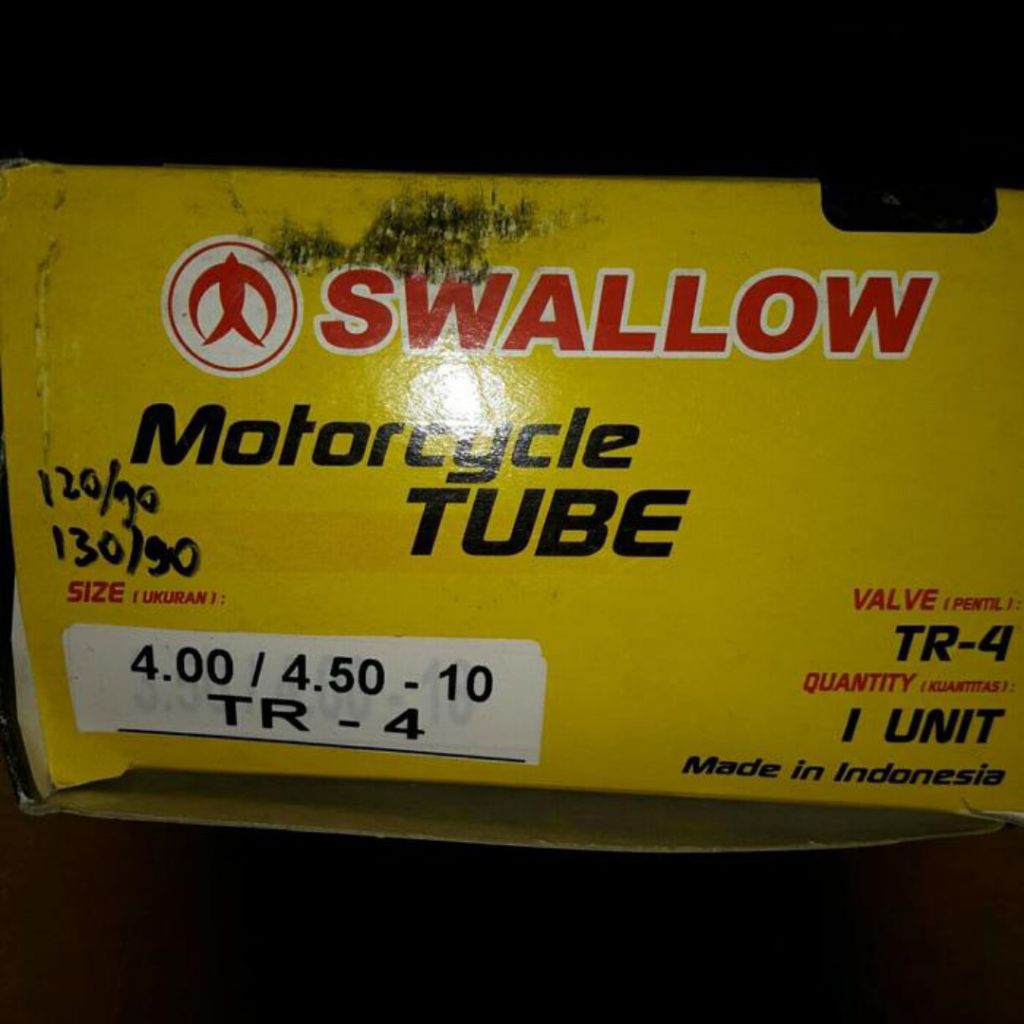 SWALLOW
Motorcycle
TUBE
120/90
130/90
SIZE (UKURAN):
4.00 / 4.50 - 10
TR - 4
VALVE (PENTIL):
TR-4
QUANTITY (KUANTITAS):
1 UNIT
Made in Indonesia